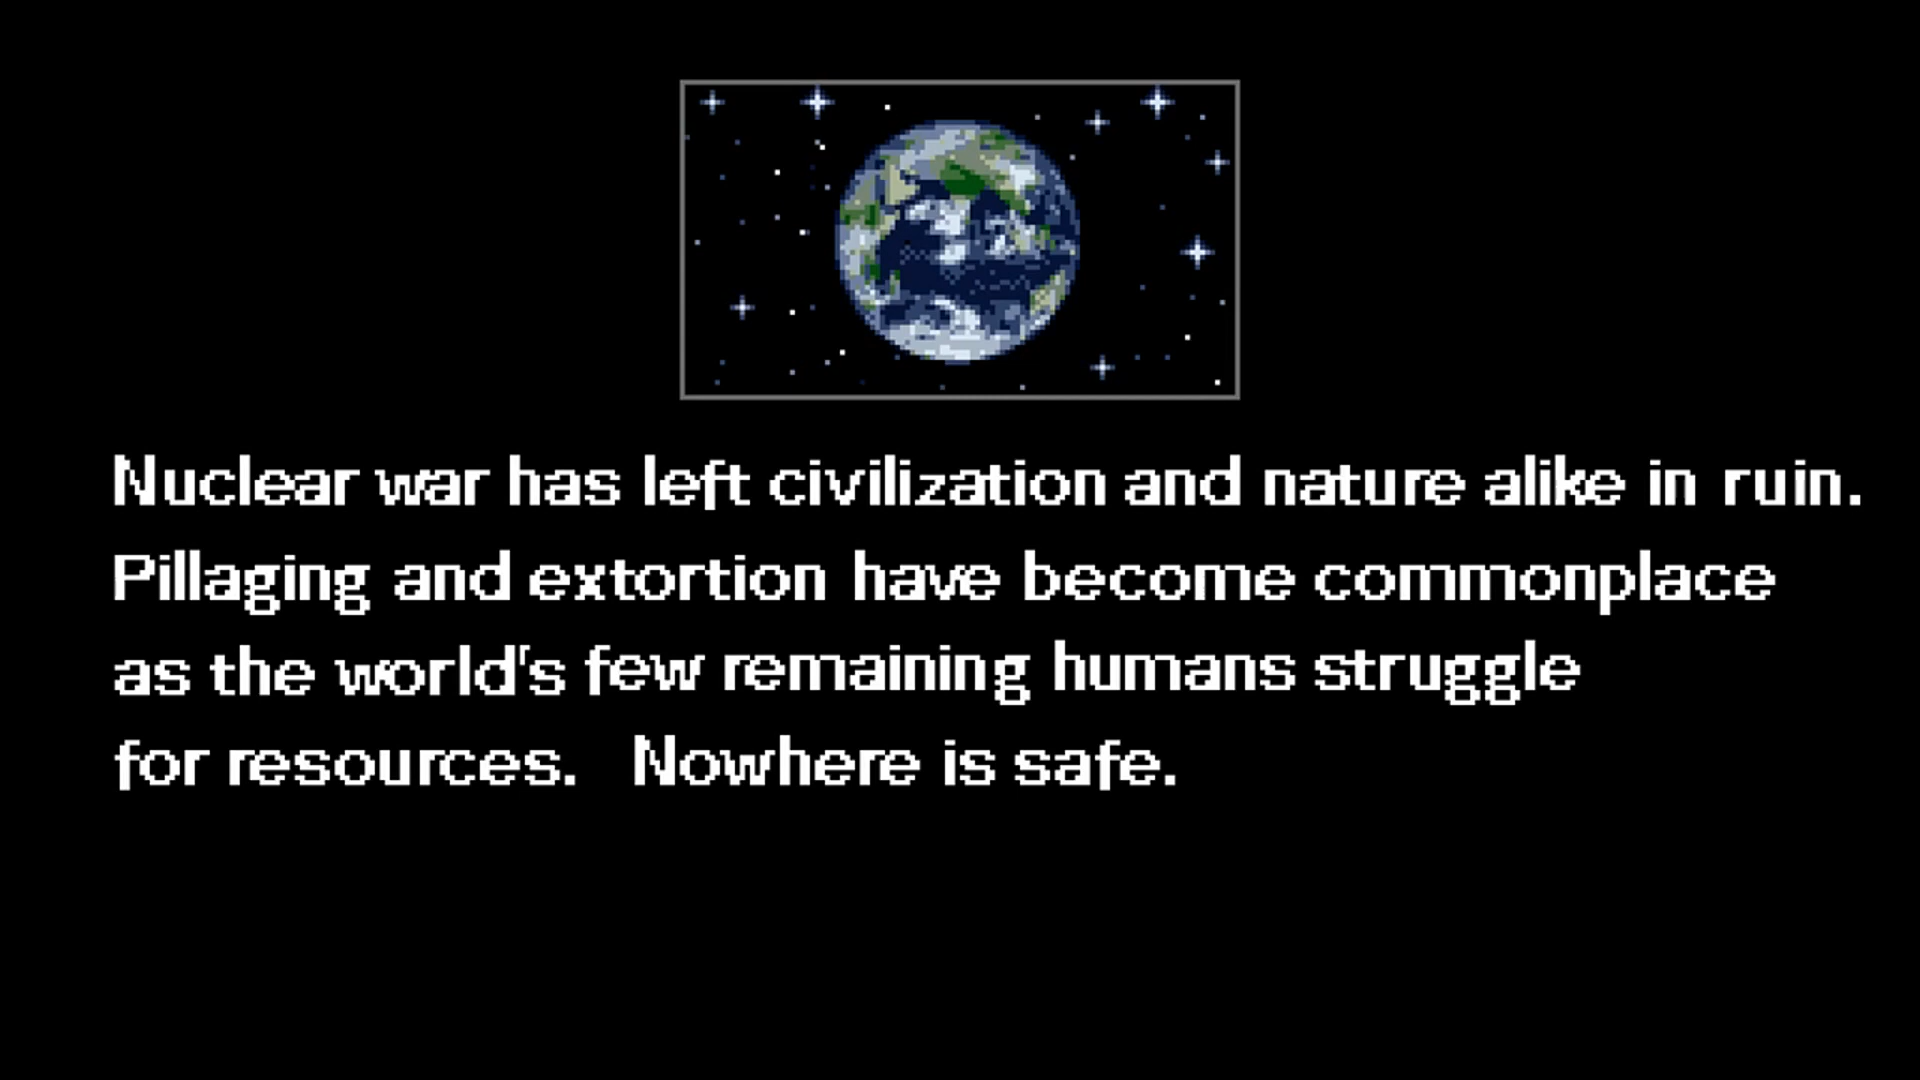 Nuclear war has left civilization and nature alike in ruin.
Pillaging and extortion have become commonplace
as the world's few remaining humans struggle
for resources.   Nowhere is safe.